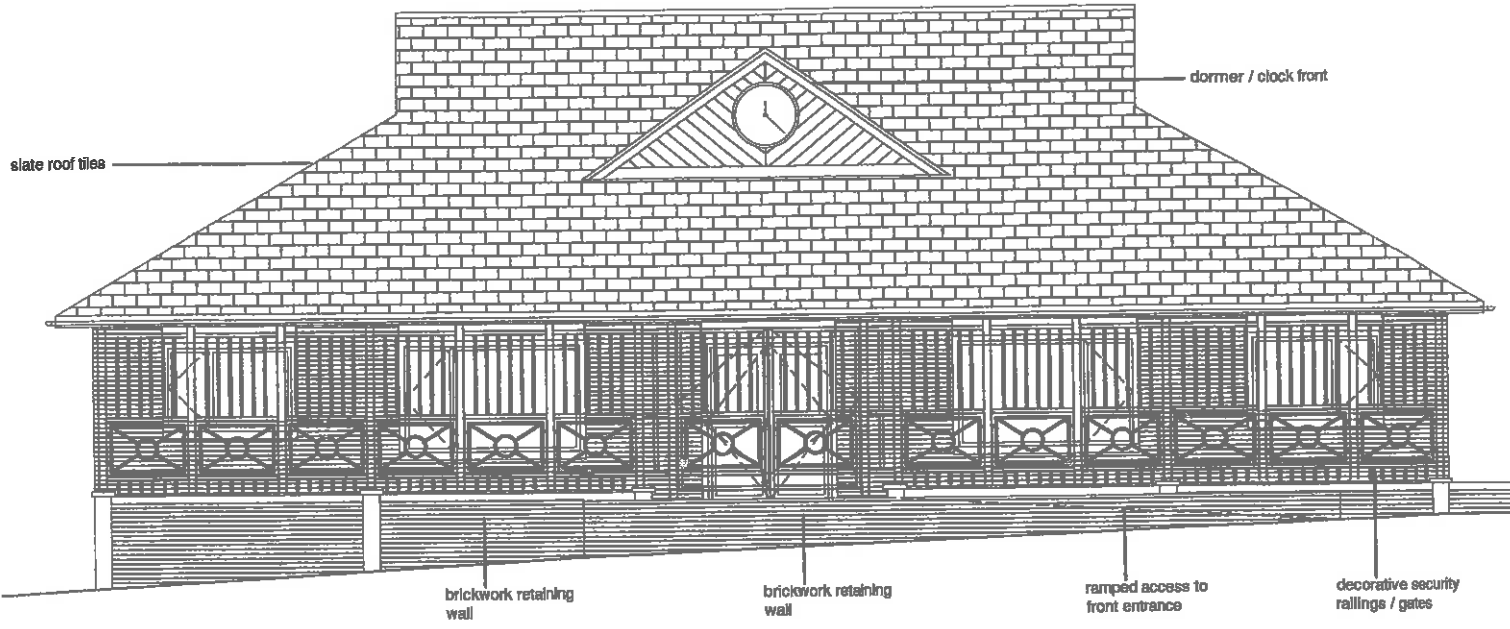 dormer / clock front
slate roof tiles
brickwork retaining
wall
brickwork retaining
wall
ramped access to
front entrance
decorative security
railings / gates